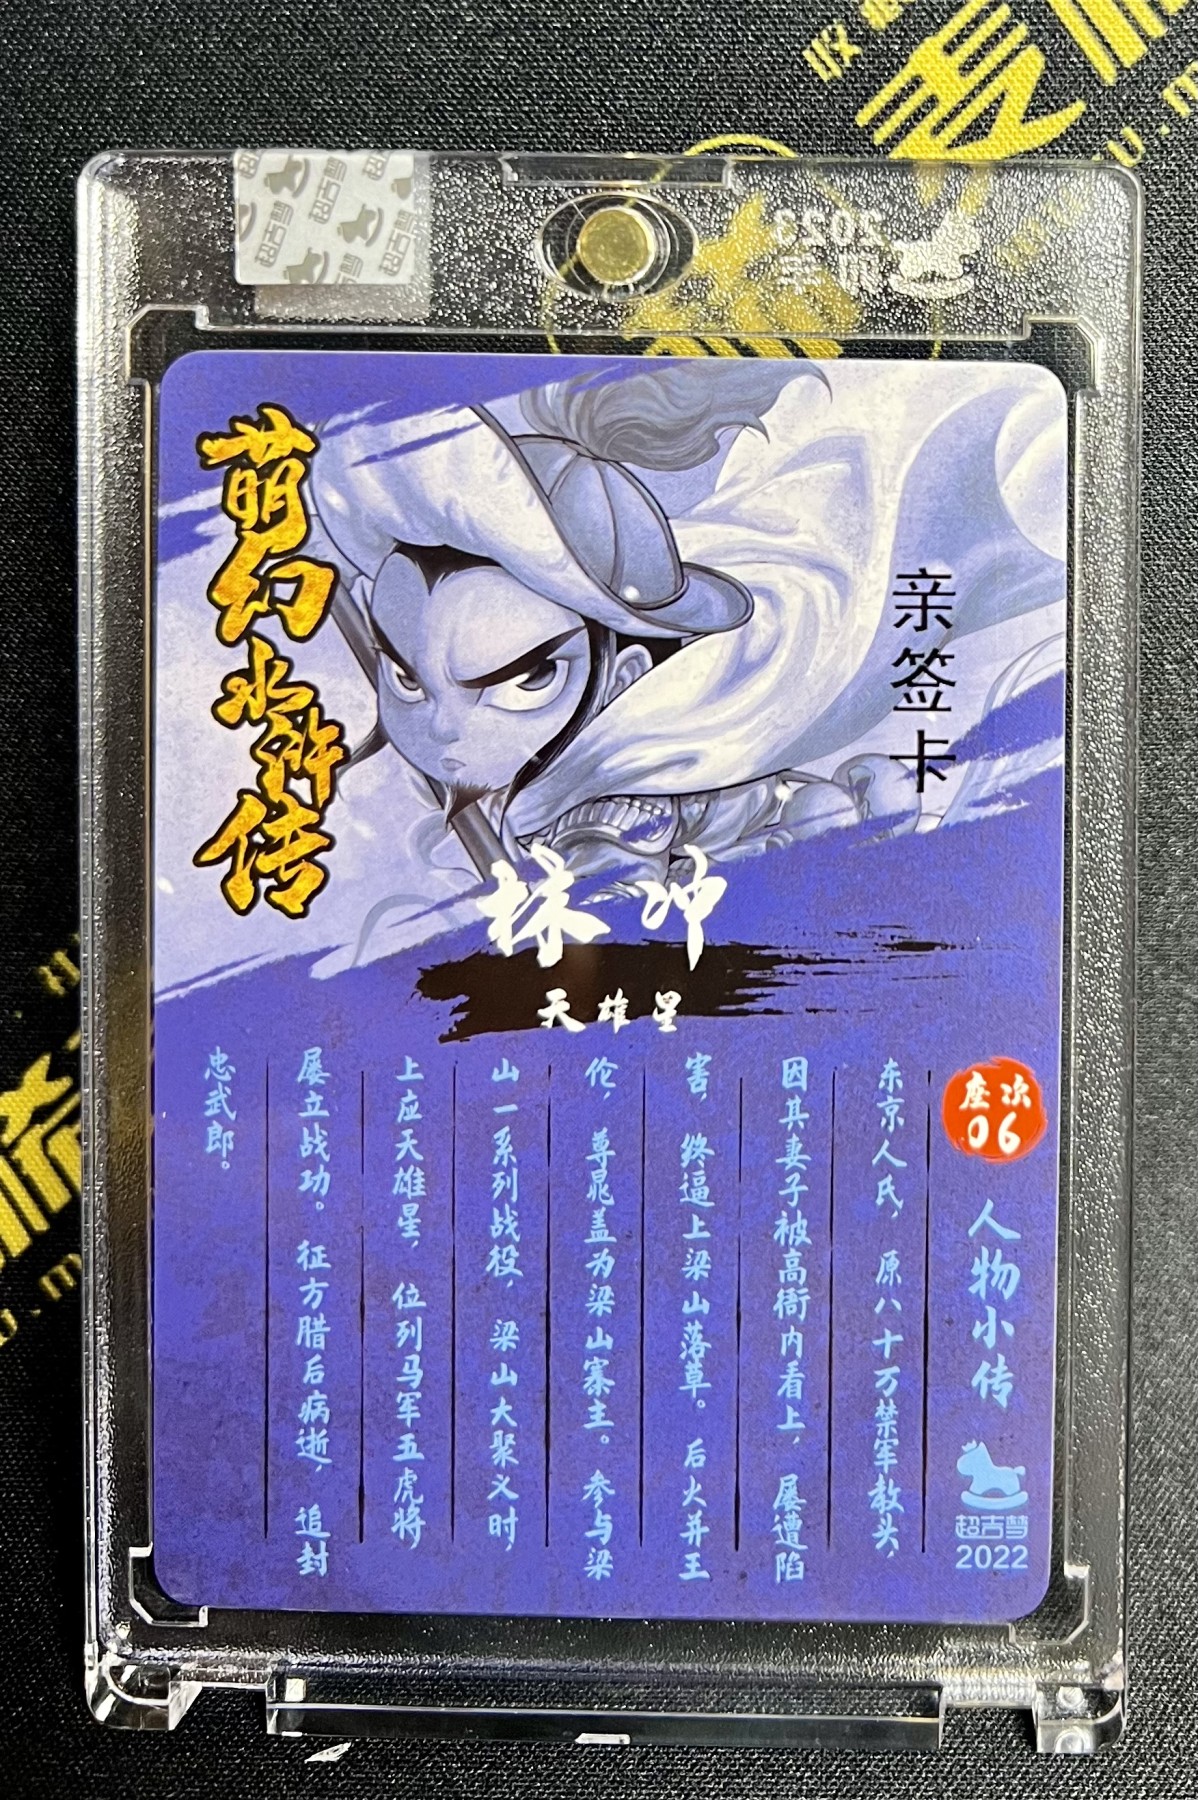 萌幻水浒传
亲签卡
林冲
天雄星
座次
06
人物小传
东京人氏，原八十万禁军教头，
因其妻子被高衙内看上，屡遭陷
害，终逼上梁山落草。后火并王
伦，尊晁盖为梁山寨主。参与梁
山一系列战役，梁山大聚义时，
上应天雄星，位列马军五虎将
屡立战功。征方腊后病逝，追封
忠武郎。
超吉梦
2022
2023